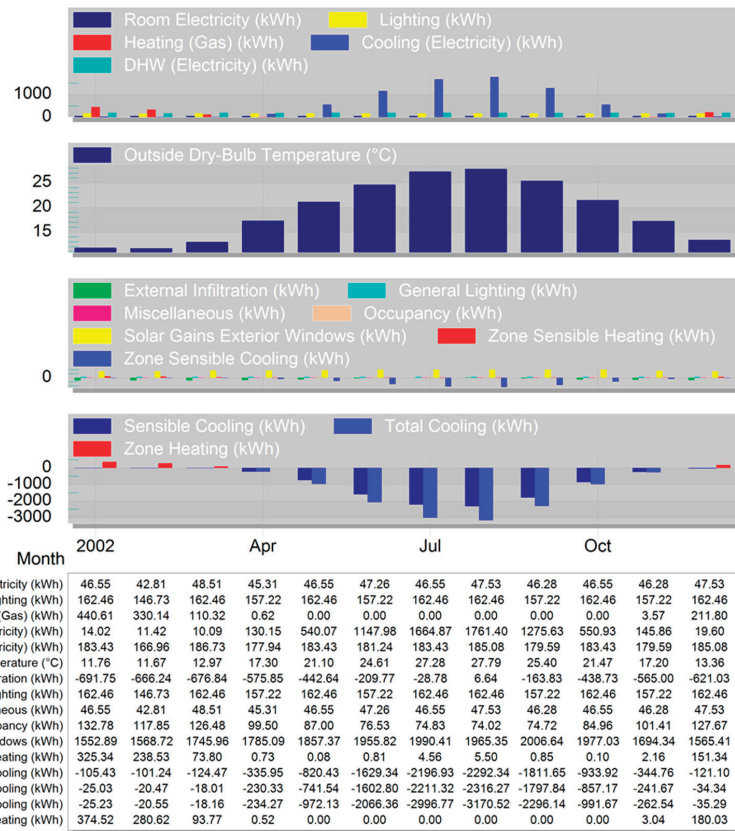 Room Electricity (kWh) Lighting (kWh)
Heating (Gas) (kWh) Cooling (Electricity) (kWh)
DHW (Electricity) (kWh)
1000
0
Outside Dry-Bulb Temperature (°C)
25
20
15
External Infiltration (kWh) General Lighting (kWh)
Miscellaneous (kWh) Occupancy (kWh)
Solar Gains Exterior Windows (kWh) Zone Sensible Heating (kWh)
Zone Sensible Cooling (kWh)
0
Sensible Cooling (kWh) Total Cooling (kWh)
Zone Heating (kWh)
0
-1000
-2000
-3000
2002 Apr Jul Oct
Month
tricity (kWh) 46.55 42.81 48.51 45.31 46.55 47.26 46.55 47.53 46.28 46.55 46.28 47.53
ghting (kWh) 162.46 146.73 162.46 157.22 162.46 157.22 162.46 162.46 157.22 162.46 157.22 162.46
(Gas) (kWh) 440.61 330.14 110.32 0.62 0.00 0.00 0.00 0.00 0.00 0.00 3.57 211.80
ricity) (kWh) 14.02 11.42 10.09 130.15 540.07 1147.98 1664.87 1761.40 1275.63 550.93 145.86 19.60
ricity) (kWh) 183.43 166.96 186.73 177.94 183.43 181.24 183.43 185.08 179.59 183.43 179.59 185.08
erature (°C) 11.76 11.67 12.97 17.30 21.10 24.61 27.28 27.79 25.40 21.47 17.20 13.36
ration (kWh) -691.75 -666.24 -676.84 -575.85 -442.64 -209.77 -28.78 6.64 -163.83 -438.73 -565.00 -621.03
ghting (kWh) 162.46 146.73 162.46 157.22 162.46 157.22 162.46 162.46 157.22 162.46 157.22 162.46
neous (kWh) 46.55 42.81 48.51 45.31 46.55 47.26 46.55 47.53 46.28 46.55 46.28 47.53
pancy (kWh) 132.78 117.85 126.48 99.50 87.00 76.53 74.83 74.02 74.72 84.96 101.41 127.67
ndows (kWh) 1552.89 1568.72 1745.96 1785.09 1857.37 1955.82 1990.41 1965.35 2006.64 1977.03 1694.34 1565.41
eating (kWh) 325.34 238.53 73.80 0.73 0.08 0.81 4.56 5.50 0.85 0.10 2.16 151.34
ooling (kWh) -105.43 -101.24 -124.47 -335.95 -820.43 -1629.34 -2196.93 -2292.34 -1811.65 -933.92 -344.76 -121.10
ooling (kWh) -25.03 -20.47 -18.01 -230.33 -741.54 -1602.80 -2211.32 -2316.27 -1797.84 -857.17 -241.67 -34.34
ooling (kWh) -25.23 -20.55 -18.16 -234.27 -972.13 -2066.36 -2996.77 -3170.52 -2296.14 -991.67 -262.54 -35.29
eating (kWh) 374.52 280.62 93.77 0.52 0.00 0.00 0.00 0.00 0.00 0.00 3.04 180.03